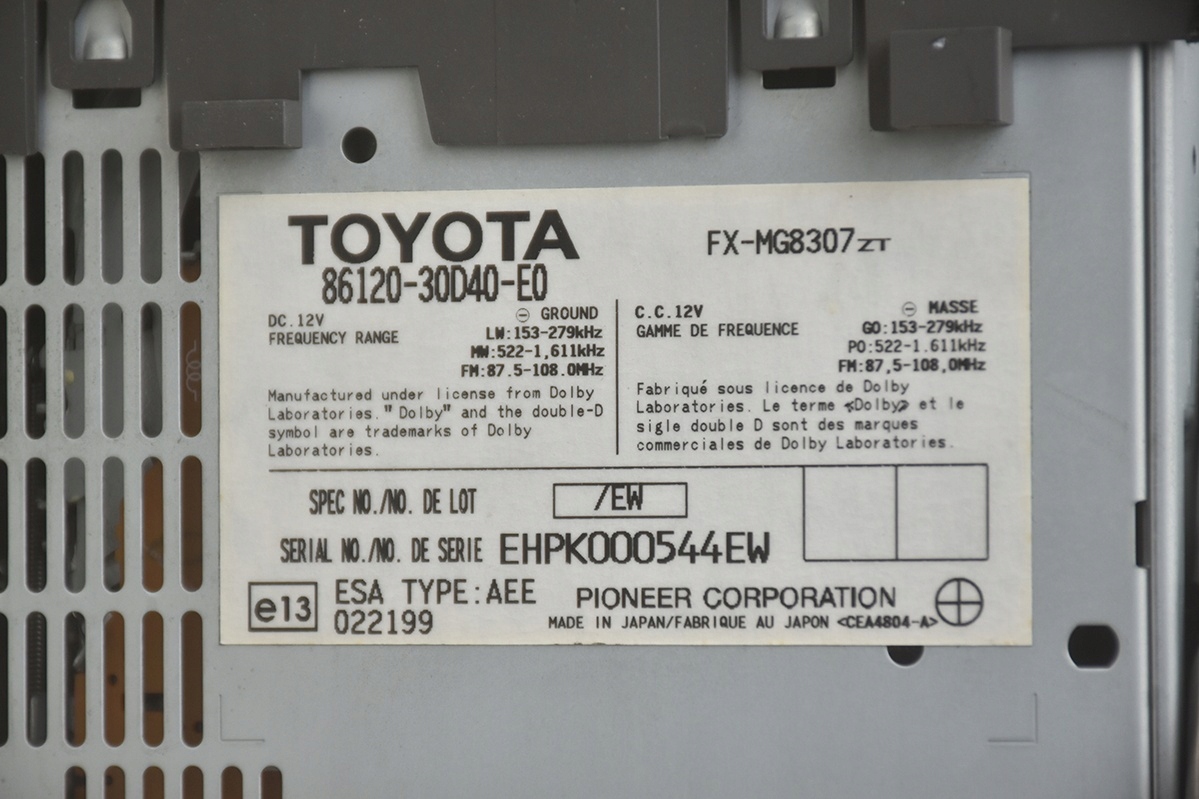 TOYOTA
86120-30D40-E0
FX-MG8307ZT
DC.12V
FREQUENCY RANGE
⊖ GROUND
LW:153-279kHz
MW:522-1,611kHz
FM:87.5-108.0MHz
Manufactured under license from Dolby
Laboratories. "Dolby" and the double-D
symbol are trademarks of Dolby
Laboratories.
C.C.12V
GAMME DE FREQUENCE
⊖ MASSE
GO:153-279kHz
PO:522-1.611kHz
FM:87,5-108,0MHz
Fabriqué sous licence de Dolby
Laboratories. Le terme «Dolby» et le
sigle double D sont des marques
commerciales de Dolby Laboratories.
SPEC NO./NO. DE LOT /EW
SERIAL NO./NO. DE SERIE EHPK000544EW
e13
ESA TYPE:AEE
022199
PIONEER CORPORATION
MADE IN JAPAN/FABRIQUE AU JAPON <CEA4804-A>